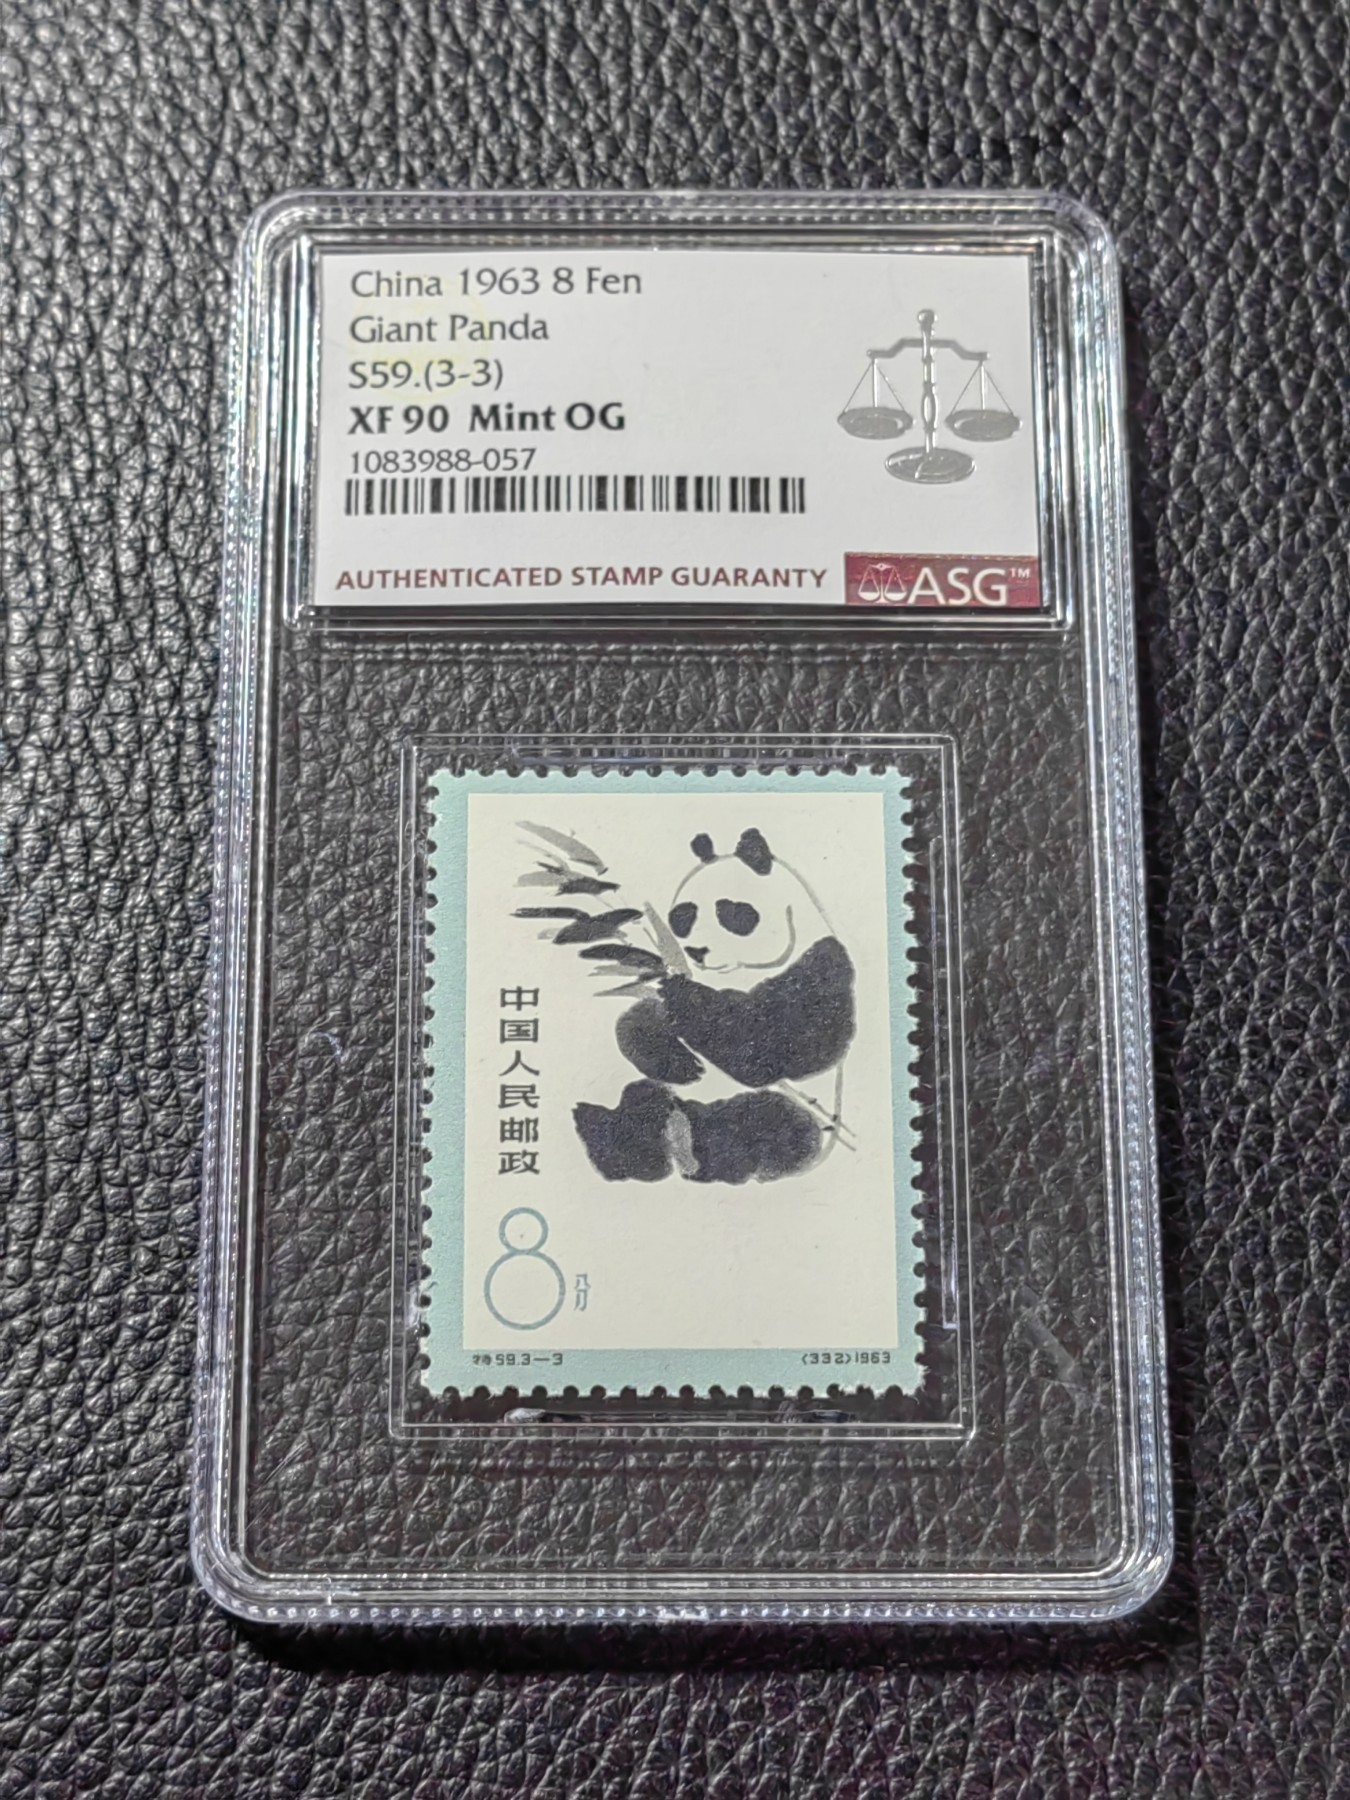 China 1963 8 Fen
Giant Panda
S59.(3-3)
XF 90 Mint OG
1083988-057
AUTHENTICATED STAMP GUARANTY
ASG™
中国人民邮政
8分
特59.3—3
(332)1963